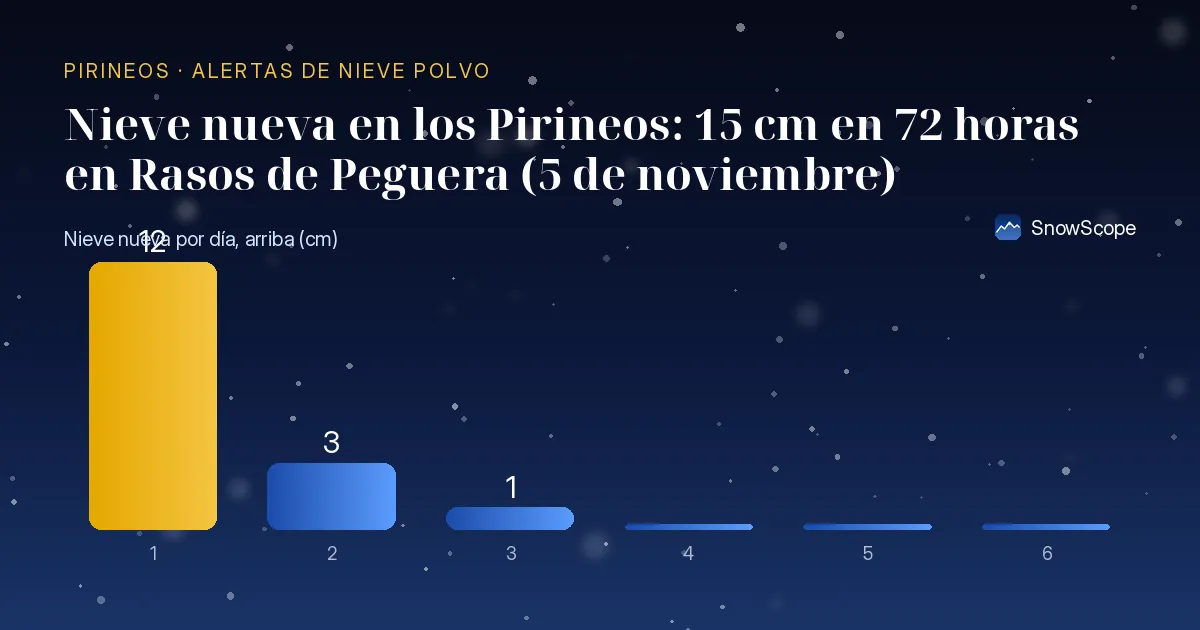 PIRINEOS · ALERTAS DE NIEVE POLVO
Nieve nueva en los Pirineos: 15 cm en 72 horas
en Rasos de Peguera (5 de noviembre)
Nieve nueva por día, arriba (cm)
SnowScope
12
3
1
1 2 3 4 5 6